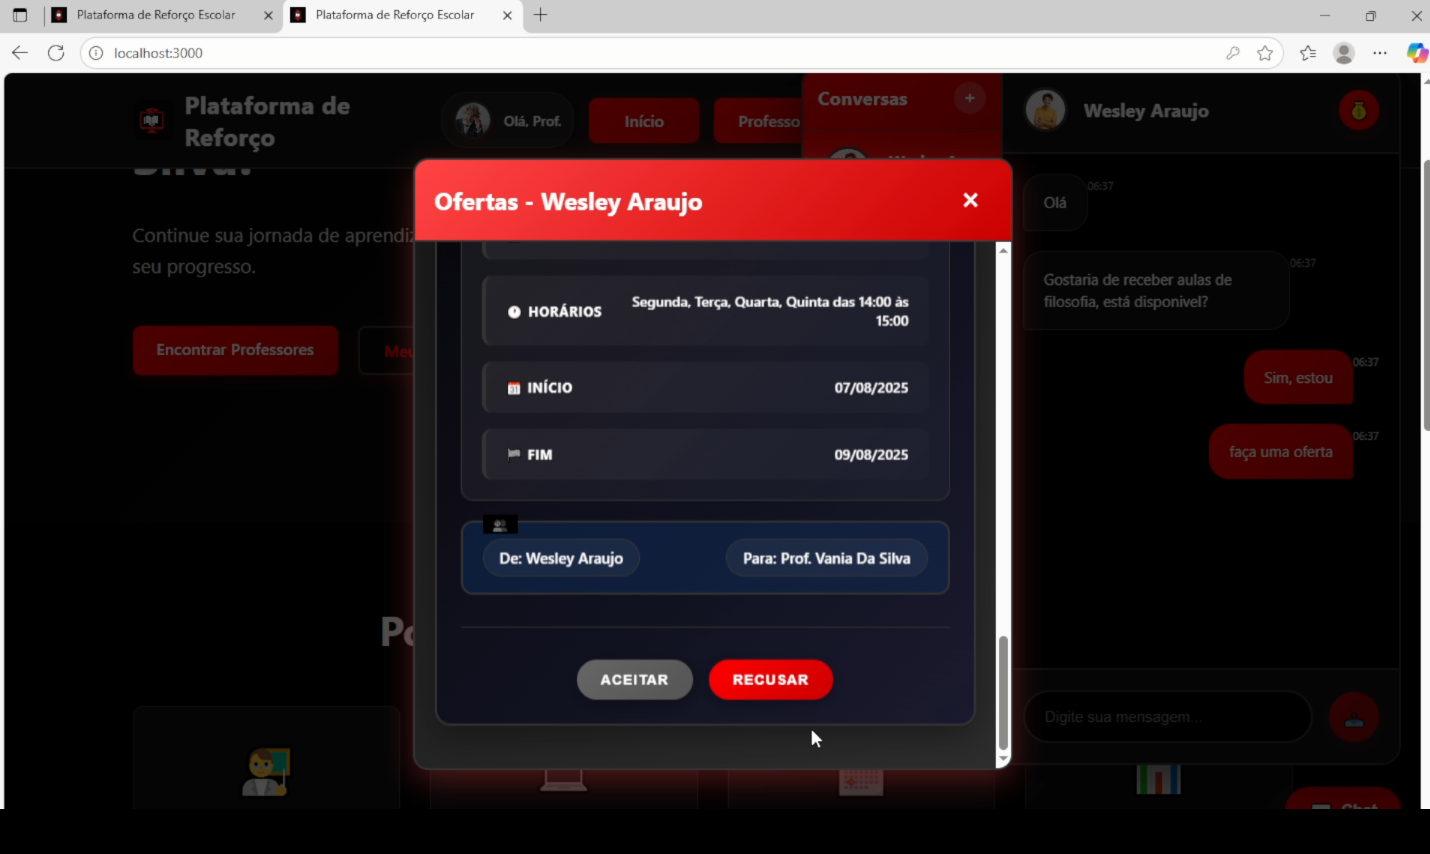 Plataforma de Reforço Escolar
Plataforma de Reforço Escolar
localhost:3000
Plataforma de
Reforço
Olá, Prof.
Início
Professo
Conversas
+
Wesley Araujo
Silva!
Continue sua jornada de aprendiz
seu progresso.
Encontrar Professores
Meu
Ofertas - Wesley Araujo
HORÁRIOS
Segunda, Terça, Quarta, Quinta das 14:00 às
15:00
INÍCIO
07/08/2025
FIM
09/08/2025
De: Wesley Araujo
Para: Prof. Vania Da Silva
ACEITAR
RECUSAR
Olá
06:37
Gostaria de receber aulas de
filosofia, está disponivel?
06:37
Sim, estou
06:37
faça uma oferta
06:37
Digite sua mensagem...
Po
Chat